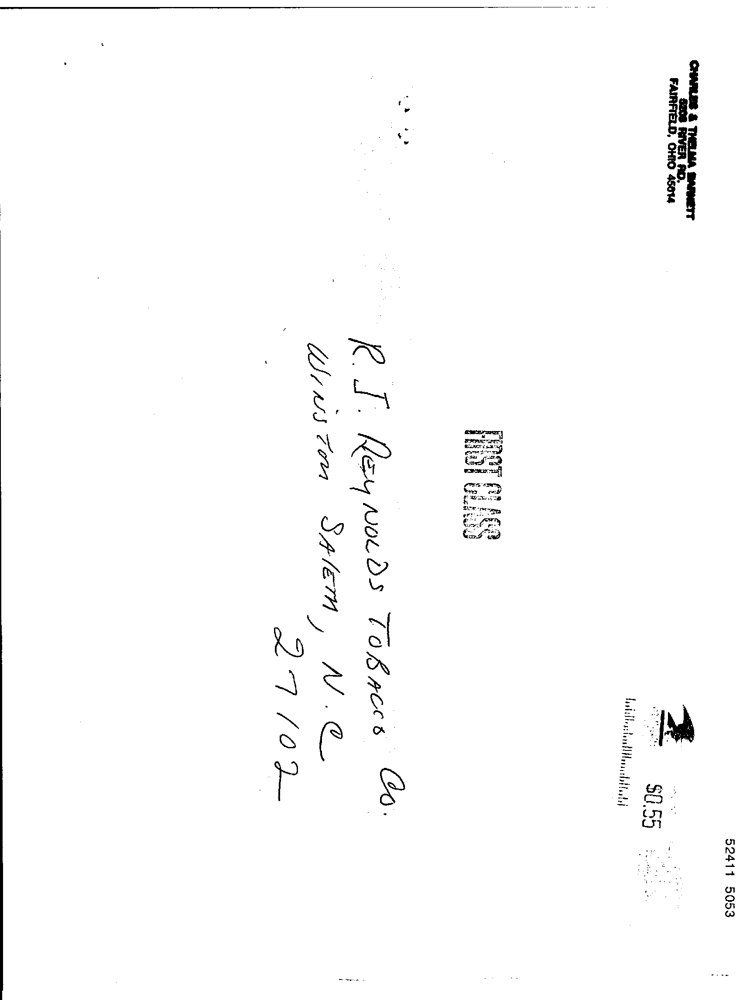 CHARLES & THELMA BARNETT
5208 RIVER RD.
FAIRFIELD, OHIO 45014
FIRST CLASS
$0.55
R. J. REYNOLDS TOBACCO Co.
WINSTON SALEM, N.C
27102
52411 5053